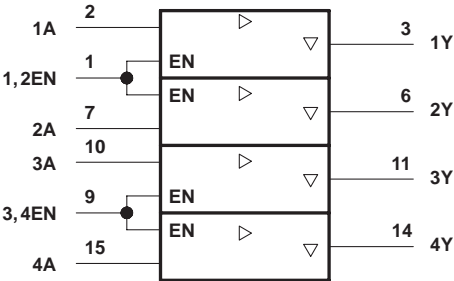 1A 2 3 1Y
1,2EN 1 EN
EN 6 2Y
2A 7
3A 10
11 3Y
3,4EN 9 EN
EN 14 4Y
4A 15